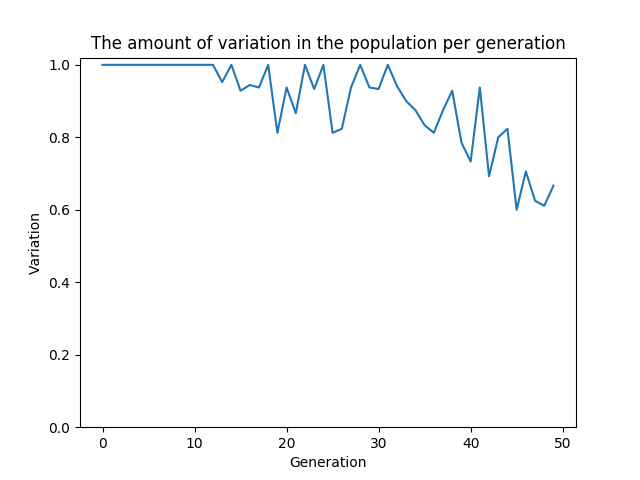 The amount of variation in the population per generation
1.0
0.8
0.6
0.4
0.2
0.0
Variation
0 10 20 30 40 50
Generation